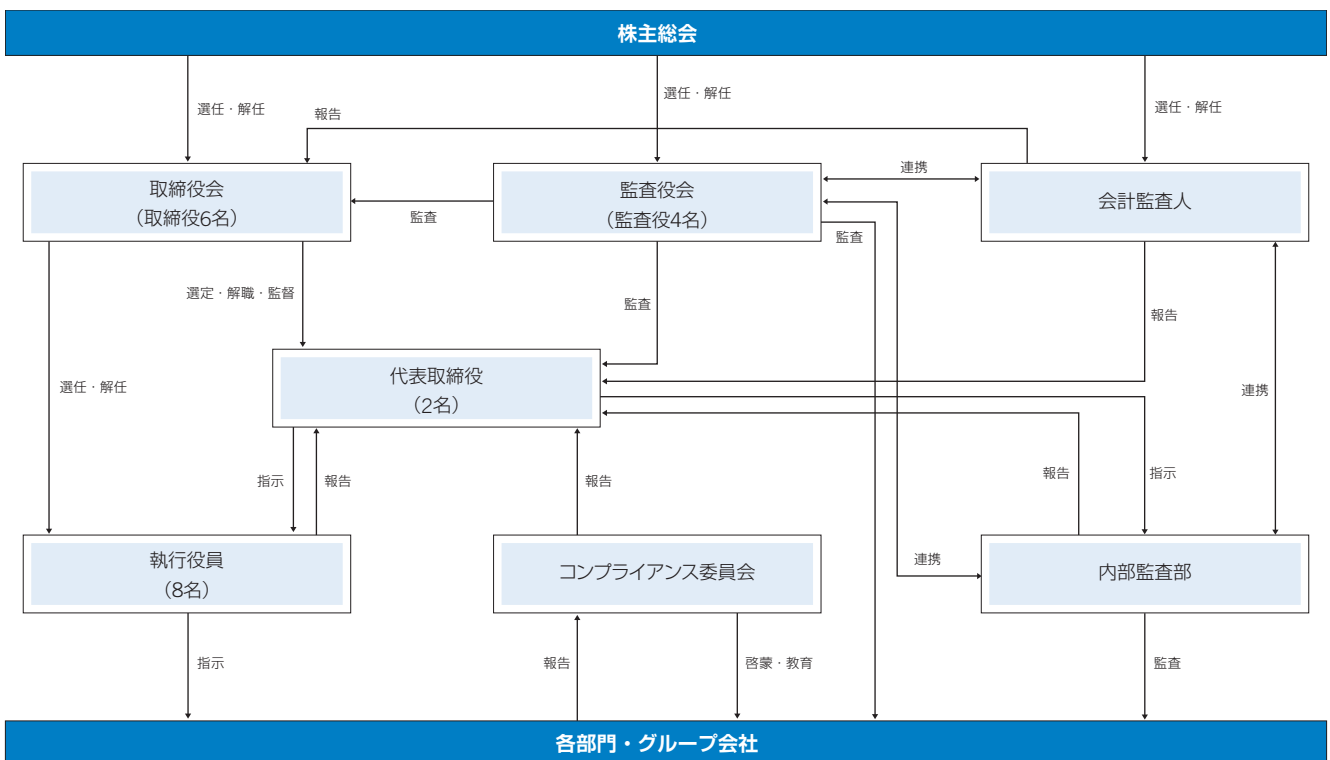 株主総会
選任・解任
報告
選任・解任
選任・解任
取締役会
（取締役6名）
監査
監査役会
（監査役4名）
連携
監査
会計監査人
選定・解職・監督
監査
報告
選任・解任
代表取締役
（2名）
連携
指示
報告
報告
報告
指示
執行役員
（8名）
コンプライアンス委員会
連携
内部監査部
指示
報告
啓蒙・教育
監査
各部門・グループ会社